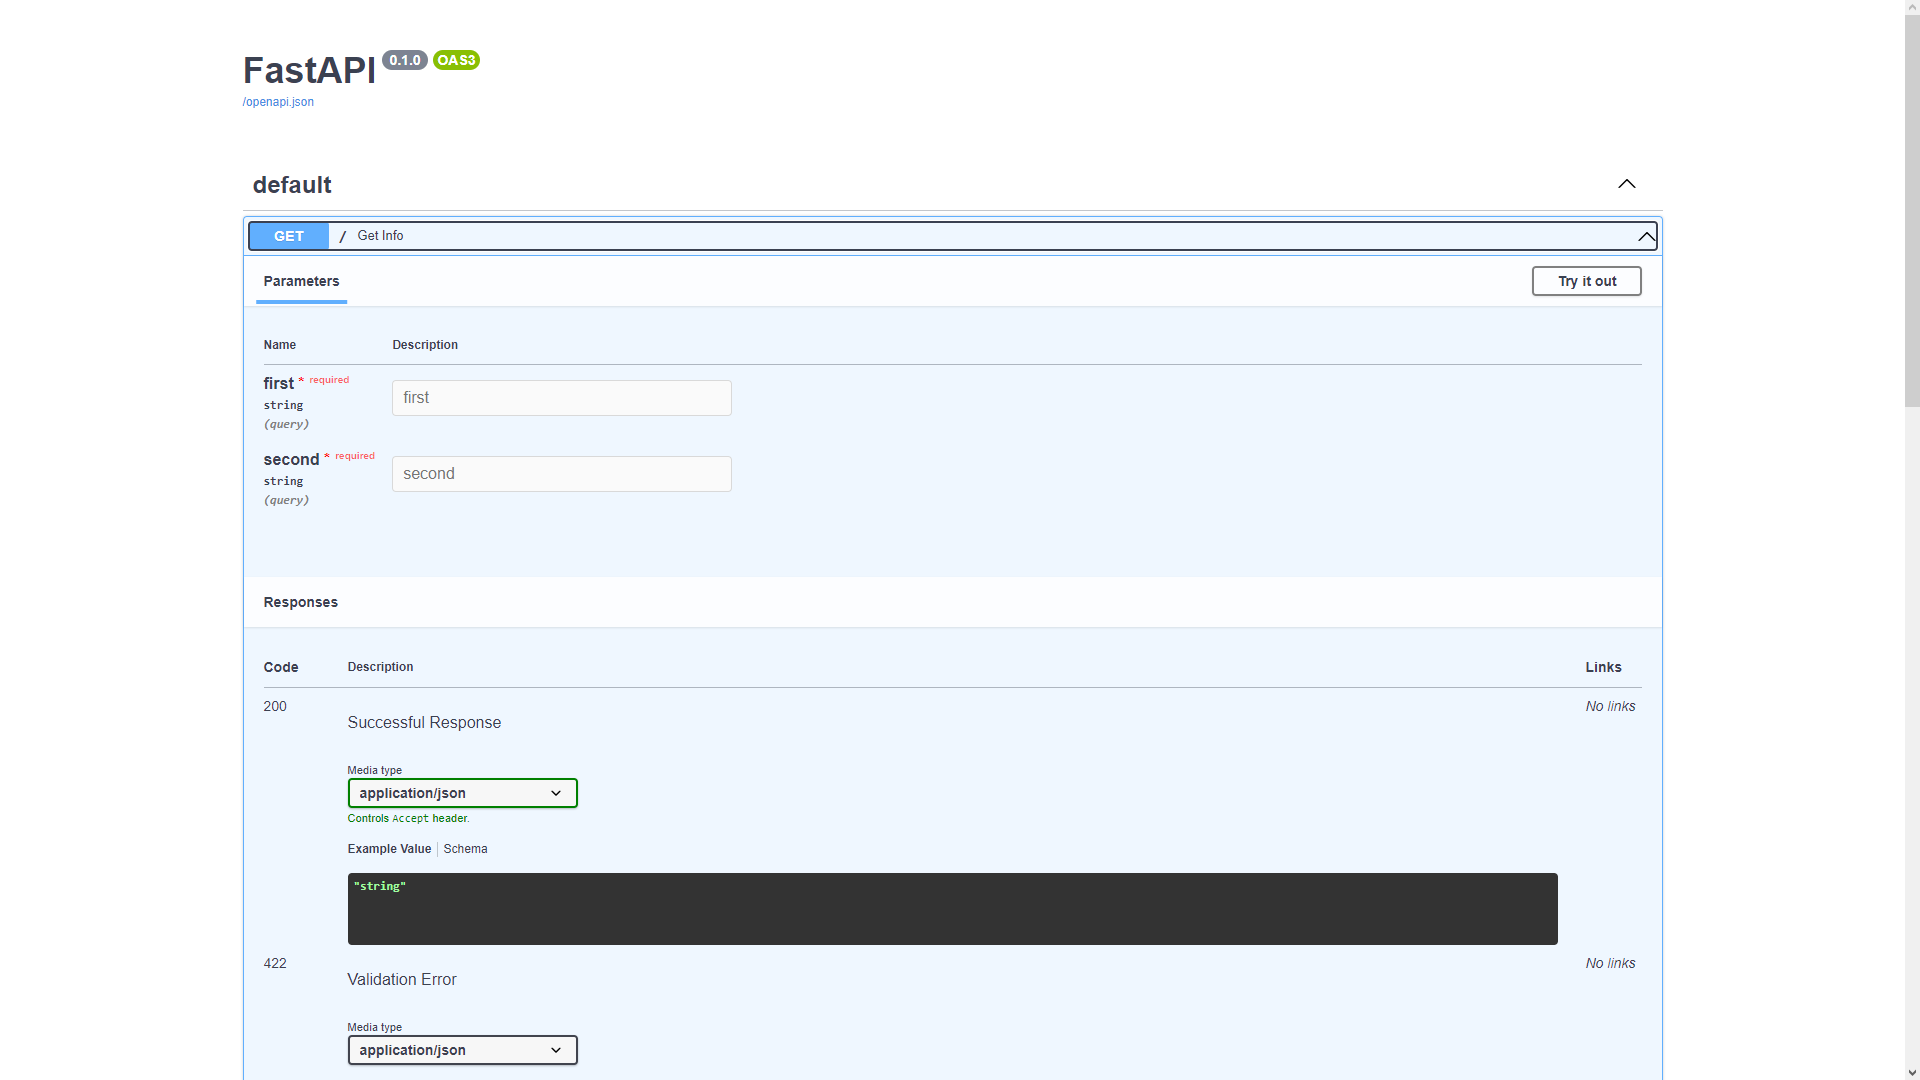 FastAPI 0.1.0 OAS3
/openapi.json
default
GET / Get Info
Parameters Try it out
Name Description
first * required
string
(query)
first
second * required
string
(query)
second
Responses
Code Description Links
200 No links
Successful Response
Media type
application/json
Controls Accept header.
Example Value Schema
"string"
422 No links
Validation Error
Media type
application/json